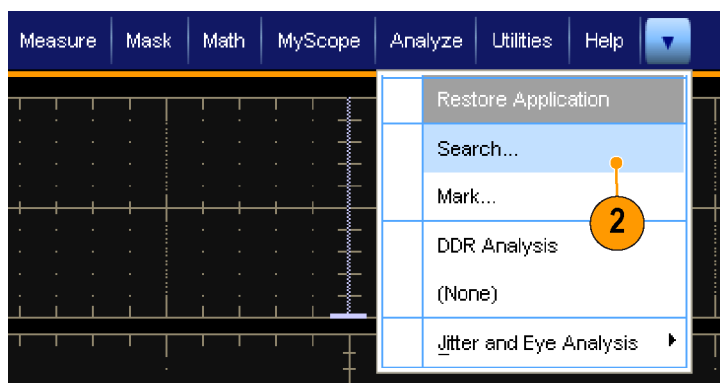 Measure Mask Math MyScope Analyze Utilities Help
Restore Application
Search...
Mark...
2
DDR Analysis
(None)
Jitter and Eye Analysis